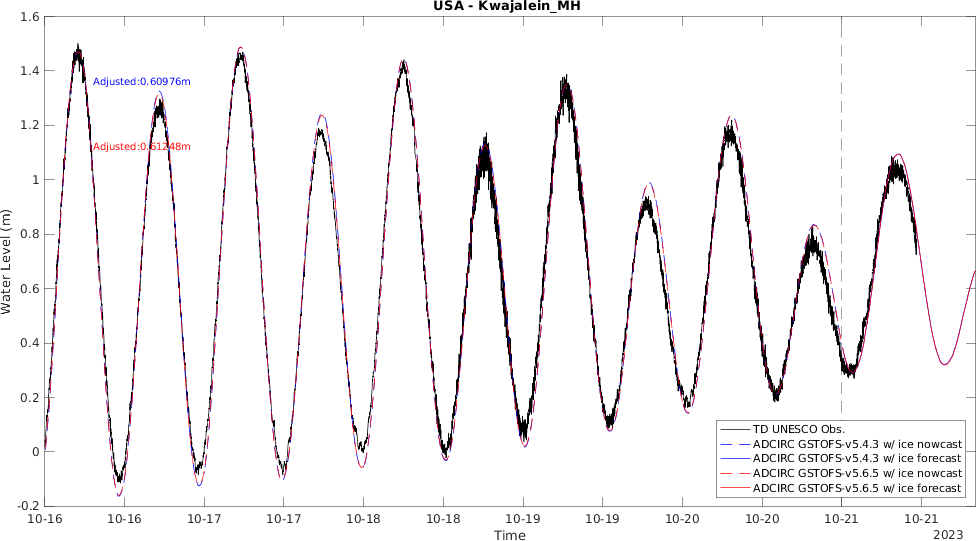 USA - Kwajalein_MH
1.6
1.4
1.2
1
0.8
0.6
0.4
0.2
0
-0.2
Water Level (m)
Adjusted:0.60976m
Adjusted:0.61248m
TD UNESCO Obs.
ADCIRC GSTOFS-v5.4.3 w/ ice nowcast
ADCIRC GSTOFS-v5.4.3 w/ ice forecast
ADCIRC GSTOFS-v5.6.5 w/ ice nowcast
ADCIRC GSTOFS-v5.6.5 w/ ice forecast
10-16 10-16 10-17 10-17 10-18 10-18 10-19 10-19 10-20 10-20 10-21 10-21
Time
2023